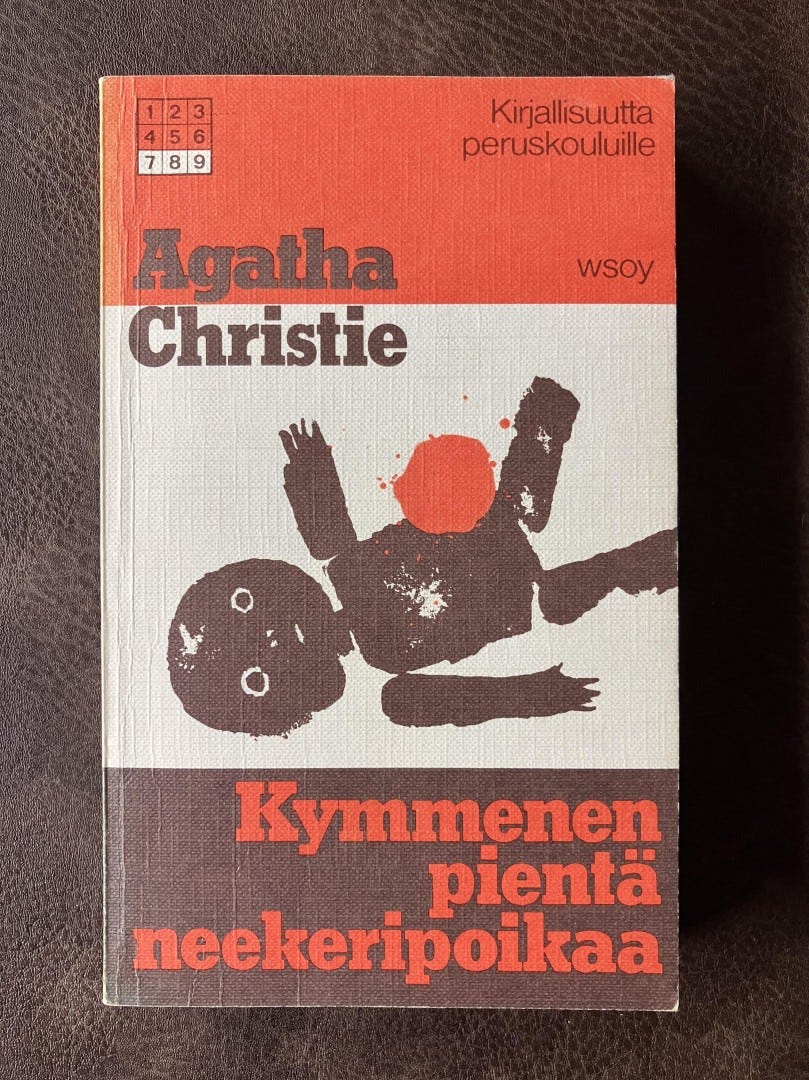 1 2 3
4 5 6
7 8 9
Kirjallisuutta
peruskouluille
wsoy
Agatha
Christie
Kymmenen
pientä
neekeripoikaa